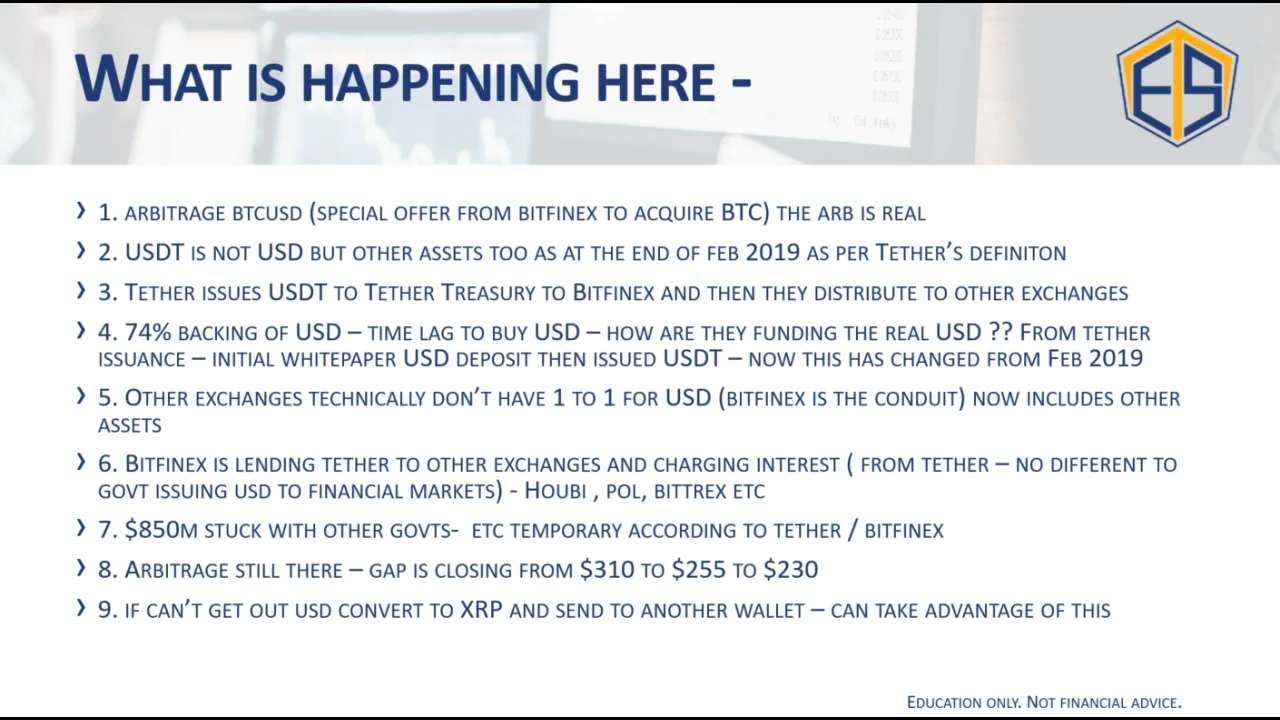 WHAT IS HAPPENING HERE -
› 1. ARBITRAGE BTCUSD (SPECIAL OFFER FROM BITFINEX TO ACQUIRE BTC) THE ARB IS REAL
› 2. USDT IS NOT USD BUT OTHER ASSETS TOO AS AT THE END OF FEB 2019 AS PER TETHER'S DEFINITON
› 3. TETHER ISSUES USDT TO TETHER TREASURY TO BITFINEX AND THEN THEY DISTRIBUTE TO OTHER EXCHANGES
› 4. 74% BACKING OF USD – TIME LAG TO BUY USD – HOW ARE THEY FUNDING THE REAL USD ?? FROM TETHER
ISSUANCE – INITIAL WHITEPAPER USD DEPOSIT THEN ISSUED USDT – NOW THIS HAS CHANGED FROM FEB 2019
› 5. OTHER EXCHANGES TECHNICALLY DON'T HAVE 1 TO 1 FOR USD (BITFINEX IS THE CONDUIT) NOW INCLUDES OTHER
ASSETS
› 6. BITFINEX IS LENDING TETHER TO OTHER EXCHANGES AND CHARGING INTEREST ( FROM TETHER – NO DIFFERENT TO
GOVT ISSUING USD TO FINANCIAL MARKETS) - HOUBI , POL, BITTREX ETC
› 7. $850M STUCK WITH OTHER GOVTS- ETC TEMPORARY ACCORDING TO TETHER / BITFINEX
› 8. ARBITRAGE STILL THERE – GAP IS CLOSING FROM $310 TO $255 TO $230
› 9. IF CAN'T GET OUT USD CONVERT TO XRP AND SEND TO ANOTHER WALLET – CAN TAKE ADVANTAGE OF THIS
EDUCATION ONLY. NOT FINANCIAL ADVICE.